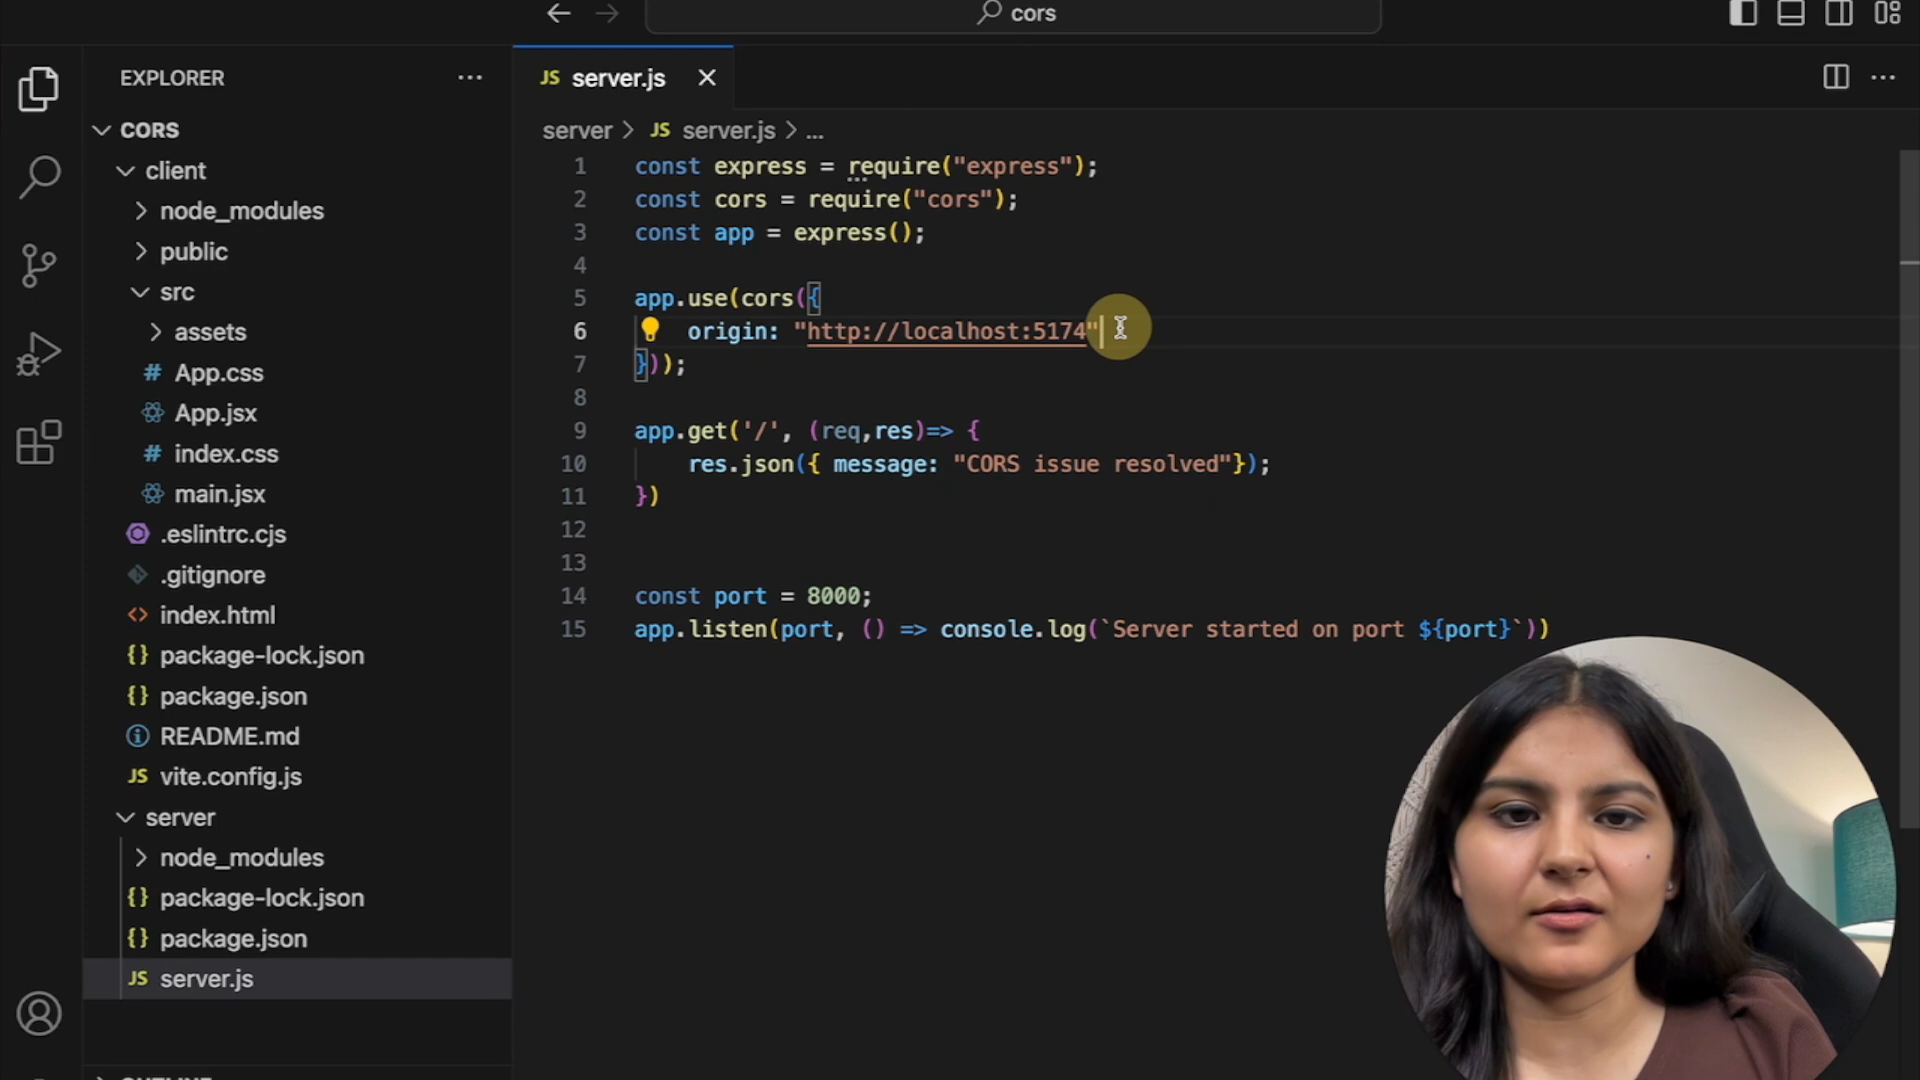 cors
EXPLORER
JS server.js
CORS
client
node_modules
public
src
assets
# App.css
App.jsx
# index.css
main.jsx
.eslintrc.cjs
.gitignore
<> index.html
{} package-lock.json
{} package.json
README.md
JS vite.config.js
server
node_modules
{} package-lock.json
{} package.json
JS server.js
server > JS server.js > ...
1 const express = require("express");
2 const cors = require("cors");
3 const app = express();
4
5 app.use(cors({
6 origin: "http://localhost:5174"
7 }));
8
9 app.get('/', (req,res)=> {
10 res.json({ message: "CORS issue resolved"});
11 })
12
13
14 const port = 8000;
15 app.listen(port, () => console.log(`Server started on port ${port}`))